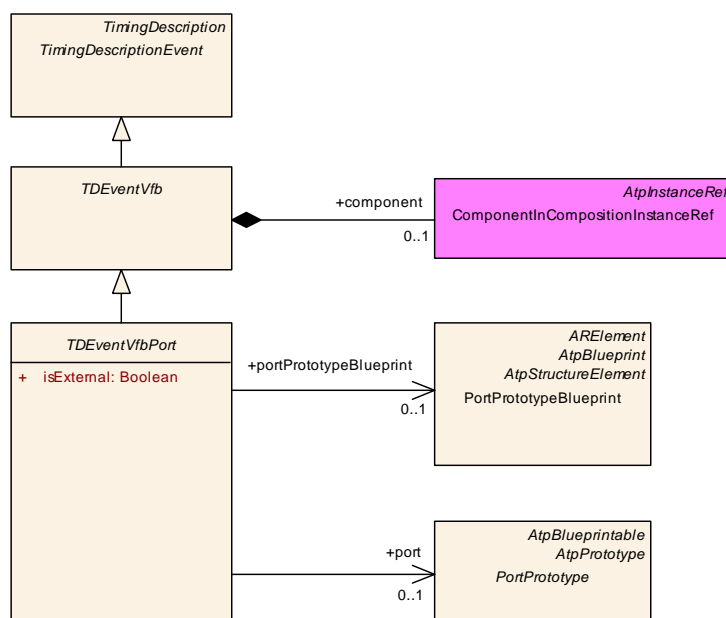 TimingDescription
TimingDescriptionEvent
TDEventVfb
+component
0..1
AtpInstanceRef
ComponentInCompositionInstanceRef
TDEventVfbPort
+ isExternal: Boolean
+portPrototypeBlueprint
0..1
ARElement
AtpBlueprint
AtpStructureElement
PortPrototypeBlueprint
+port
0..1
AtpBlueprintable
AtpPrototype
PortPrototype